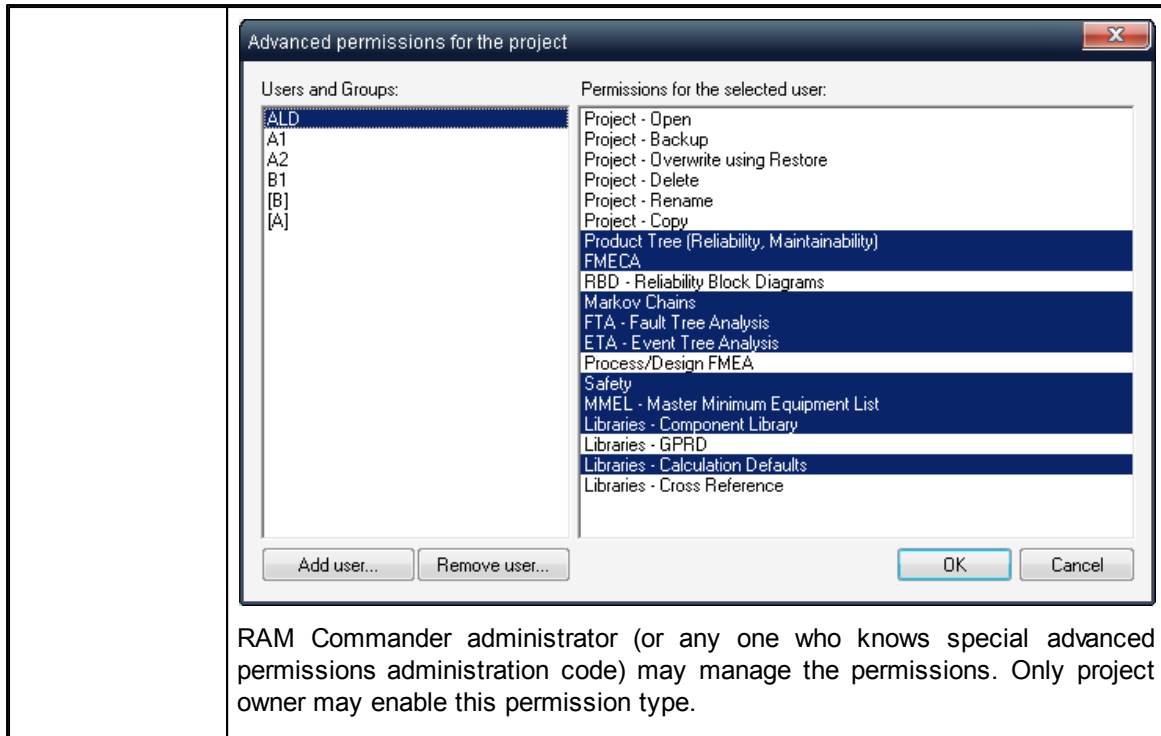 Advanced permissions for the project
Users and Groups:
ALD
A1
A2
B1
[B]
[A]
Permissions for the selected user:
Project - Open
Project - Backup
Project - Overwrite using Restore
Project - Delete
Project - Rename
Project - Copy
Product Tree (Reliability, Maintainability)
FMECA
RBD - Reliability Block Diagrams
Markov Chains
FTA - Fault Tree Analysis
ETA - Event Tree Analysis
Process/Design FMEA
Safety
MMEL - Master Minimum Equipment List
Libraries - Component Library
Libraries - GPRD
Libraries - Calculation Defaults
Libraries - Cross Reference
Add user...
Remove user...
OK
Cancel
RAM Commander administrator (or any one who knows special advanced
permissions administration code) may manage the permissions. Only project
owner may enable this permission type.